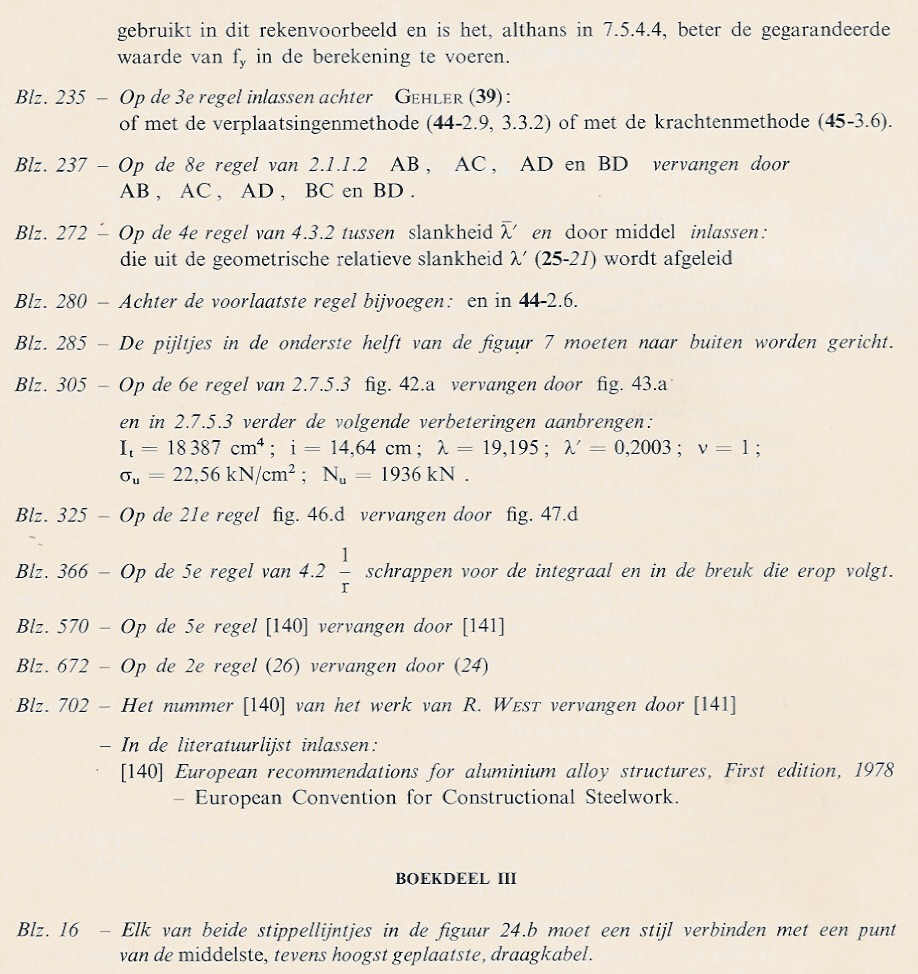 gebruikt in dit rekenvoorbeeld en is het, althans in 7.5.4.4, beter de gegarandeerde
waarde van f_y in de berekening te voeren.
Blz. 235 – Op de 3e regel inlassen achter GEHLER (39):
of met de verplaatsingenmethode (44-2.9, 3.3.2) of met de krachtenmethode (45-3.6).
Blz. 237 – Op de 8e regel van 2.1.1.2 AB, AC, AD en BD vervangen door
AB, AC, AD, BC en BD.
Blz. 272 – Op de 4e regel van 4.3.2 tussen slankheid λ̄′ en door middel inlassen:
die uit de geometrische relatieve slankheid λ′ (25-21) wordt afgeleid
Blz. 280 – Achter de voorlaatste regel bijvoegen: en in 44-2.6.
Blz. 285 – De pijltjes in de onderste helft van de figuur 7 moeten naar buiten worden gericht.
Blz. 305 – Op de 6e regel van 2.7.5.3 fig. 42.a vervangen door fig. 43.a
en in 2.7.5.3 verder de volgende verbeteringen aanbrengen:
I_t = 18 387 cm⁴; i = 14,64 cm; λ = 19,195; λ′ = 0,2003; ν = 1;
σ_u = 22,56 kN/cm²; N_u = 1936 kN.
Blz. 325 – Op de 21e regel fig. 46.d vervangen door fig. 47.d
Blz. 366 – Op de 5e regel van 4.2 1/r schrappen voor de integraal en in de breuk die erop volgt.
Blz. 570 – Op de 5e regel [140] vervangen door [141]
Blz. 672 – Op de 2e regel (26) vervangen door (24)
Blz. 702 – Het nummer [140] van het werk van R. WEST vervangen door [141]
– In de literatuurlijst inlassen:
[140] European recommendations for aluminium alloy structures, First edition, 1978
– European Convention for Constructional Steelwork.
BOEKDEEL III
Blz. 16 – Elk van beide stippellijntjes in de figuur 24.b moet een stijl verbinden met een punt
van de middelste, tevens hoogst geplaatste, draagkabel.